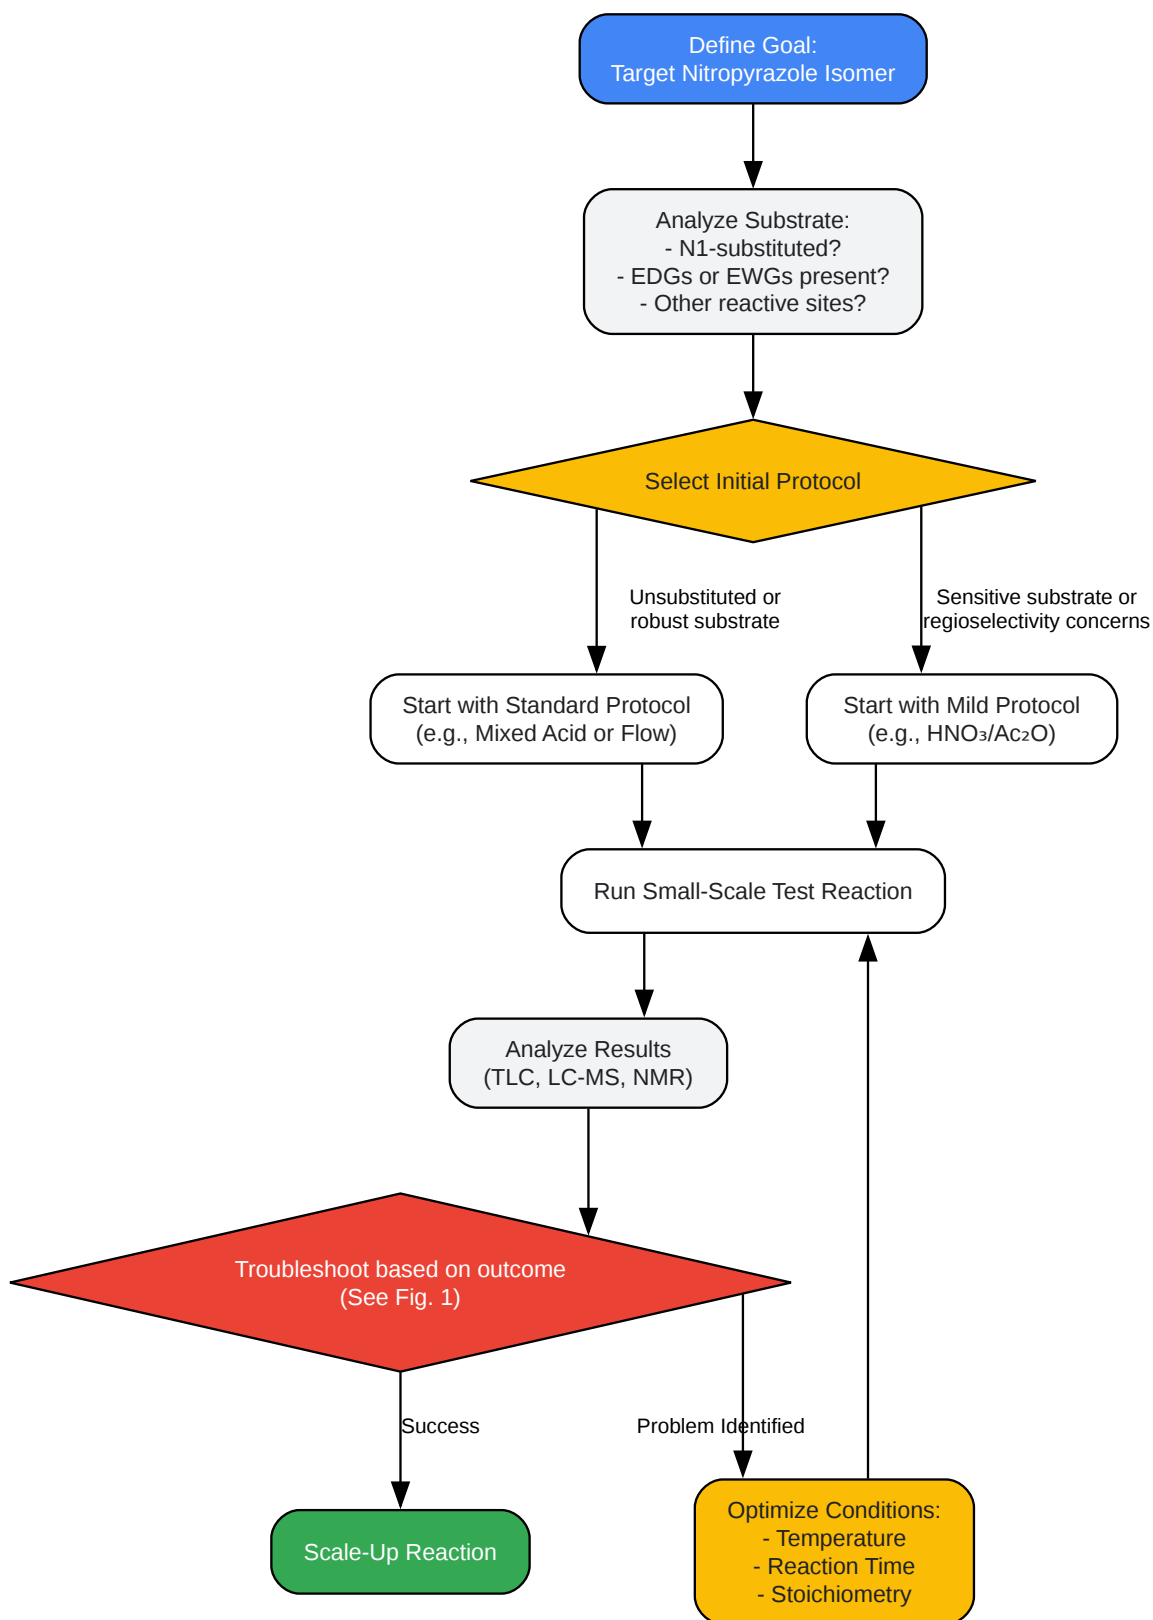 Define Goal:
Target Nitropyrazole Isomer
Analyze Substrate:
- N1-substituted?
- EDGs or EWGs present?
- Other reactive sites?
Select Initial Protocol
Unsubstituted or
robust substrate
Sensitive substrate or
regioselectivity concerns
Start with Standard Protocol
(e.g., Mixed Acid or Flow)
Start with Mild Protocol
(e.g., HNO₃/Ac₂O)
Run Small-Scale Test Reaction
Analyze Results
(TLC, LC-MS, NMR)
Troubleshoot based on outcome
(See Fig. 1)
Success
Problem Identified
Scale-Up Reaction
Optimize Conditions:
- Temperature
- Reaction Time
- Stoichiometry